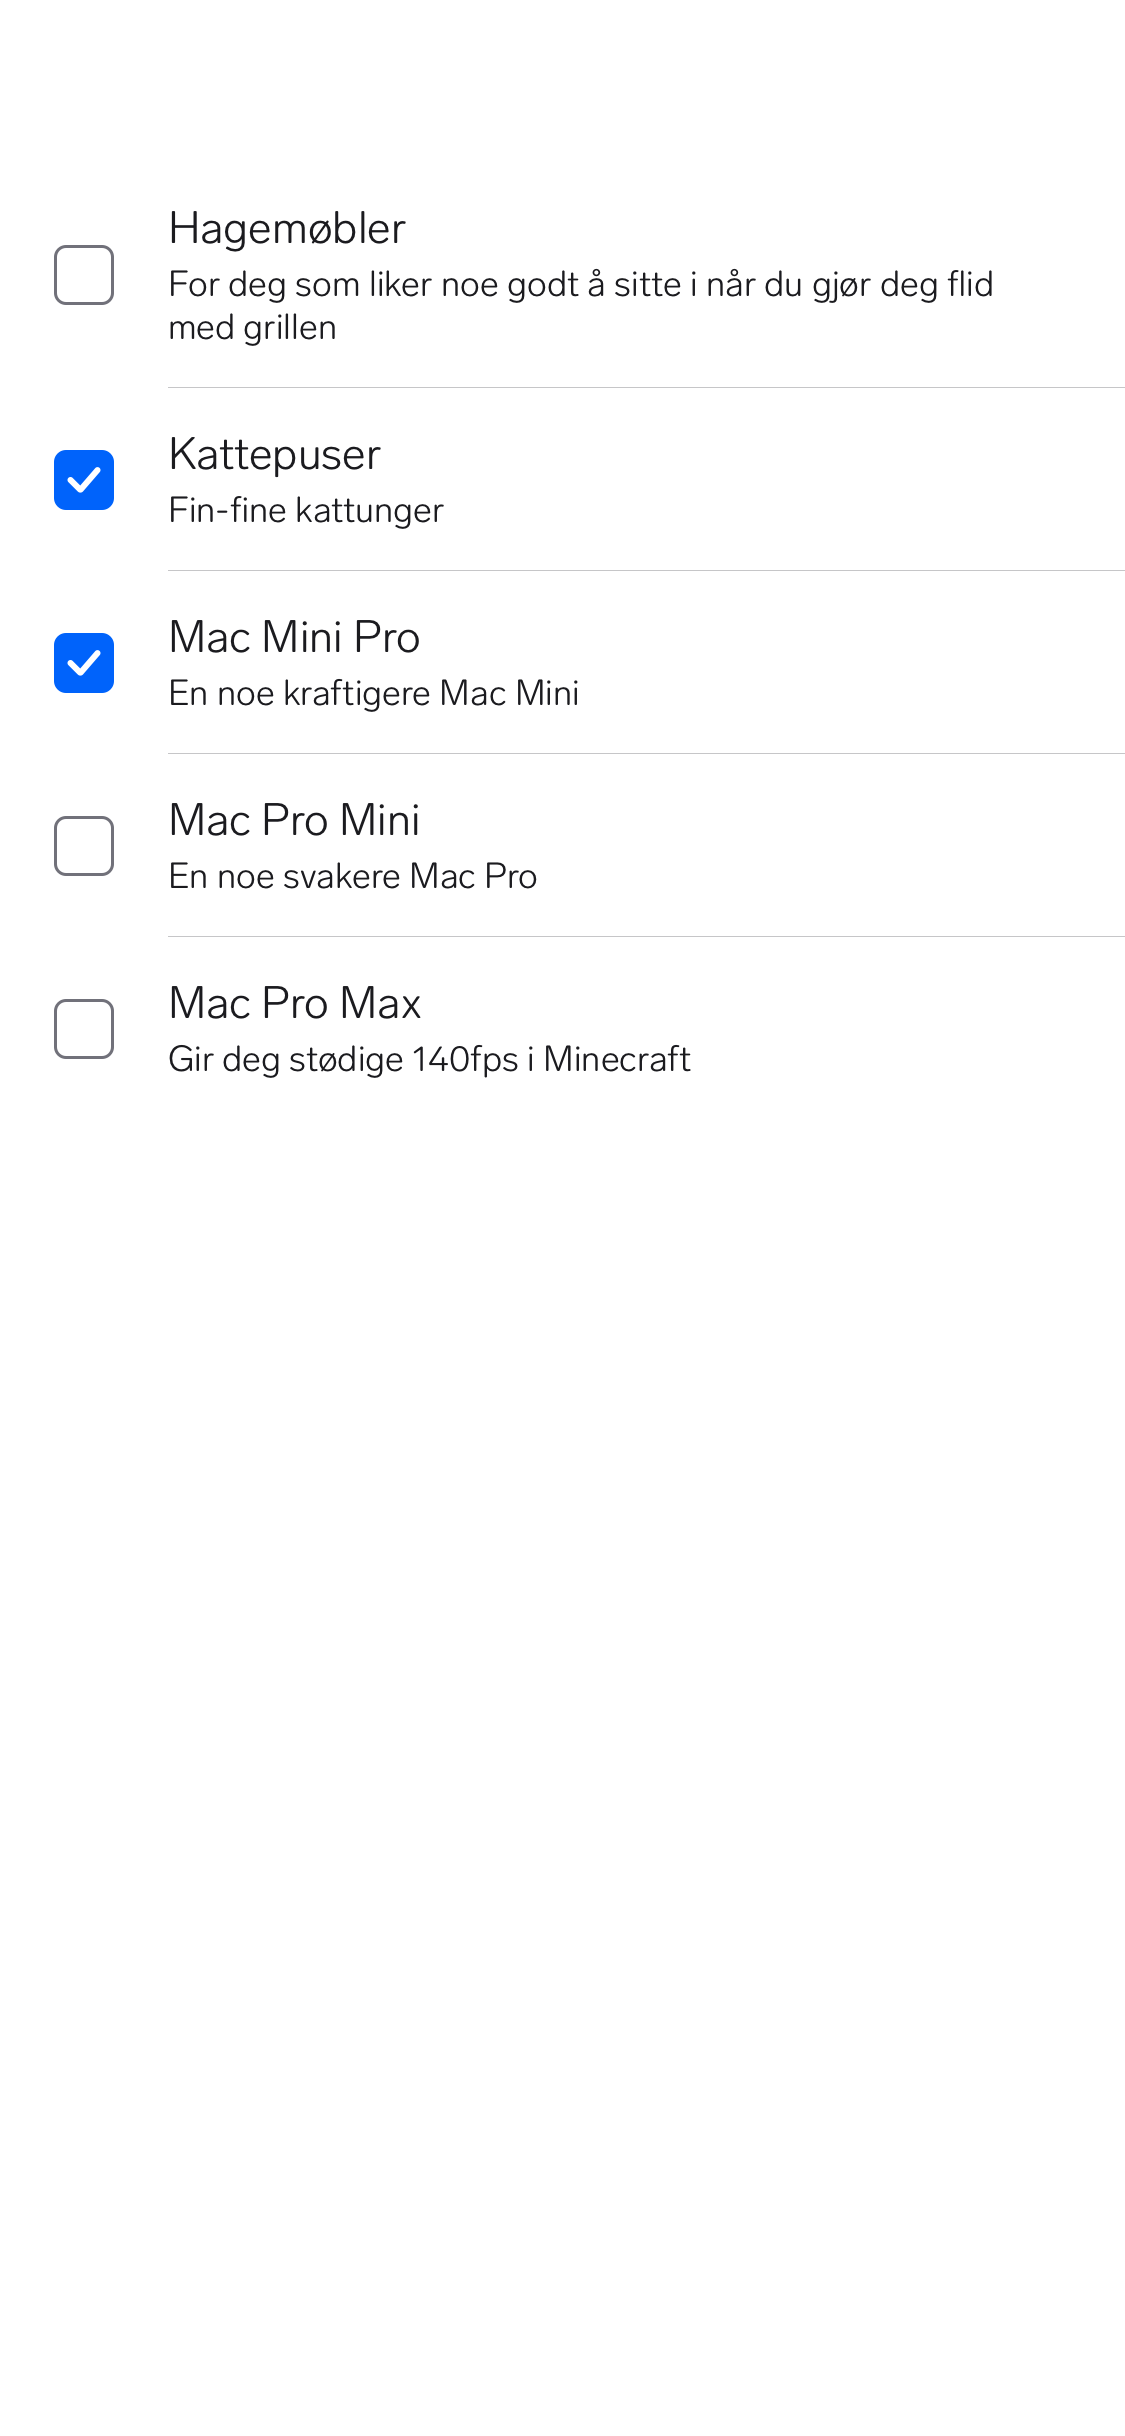 Hagemøbler
For deg som liker noe godt å sitte i når du gjør deg flid
med grillen
Kattepuser
Fin-fine kattunger
Mac Mini Pro
En noe kraftigere Mac Mini
Mac Pro Mini
En noe svakere Mac Pro
Mac Pro Max
Gir deg stødige 140fps i Minecraft